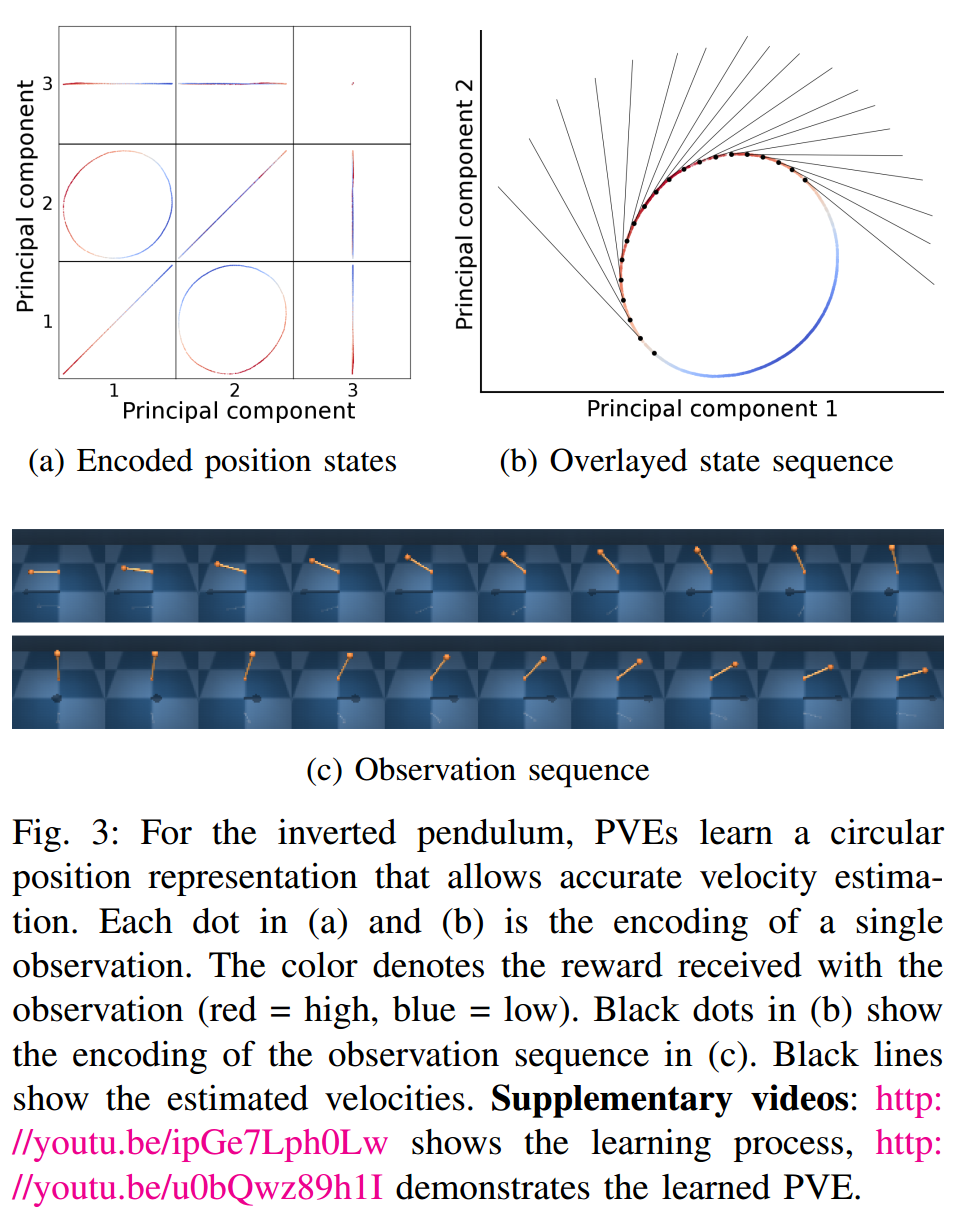 Principal component
3
2
1
1 2 3
Principal component
(a) Encoded position states
Principal component 2
Principal component 1
(b) Overlayed state sequence
(c) Observation sequence
Fig. 3: For the inverted pendulum, PVEs learn a circular
position representation that allows accurate velocity estima-
tion. Each dot in (a) and (b) is the encoding of a single
observation. The color denotes the reward received with the
observation (red = high, blue = low). Black dots in (b) show
the encoding of the observation sequence in (c). Black lines
show the estimated velocities. Supplementary videos: http:
//youtu.be/ipGe7Lph0Lw shows the learning process, http:
//youtu.be/u0bQwz89h1I demonstrates the learned PVE.